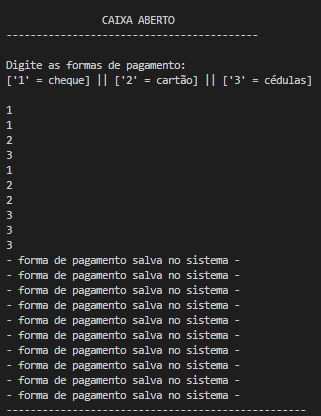 CAIXA ABERTO
------------------------------------------
Digite as formas de pagamento:
['1' = cheque] || ['2' = cartão] || ['3' = cédulas]
1
1
2
3
1
2
2
3
3
3
- forma de pagamento salva no sistema -
- forma de pagamento salva no sistema -
- forma de pagamento salva no sistema -
- forma de pagamento salva no sistema -
- forma de pagamento salva no sistema -
- forma de pagamento salva no sistema -
- forma de pagamento salva no sistema -
- forma de pagamento salva no sistema -
- forma de pagamento salva no sistema -
- forma de pagamento salva no sistema -
--------------------------------------------------